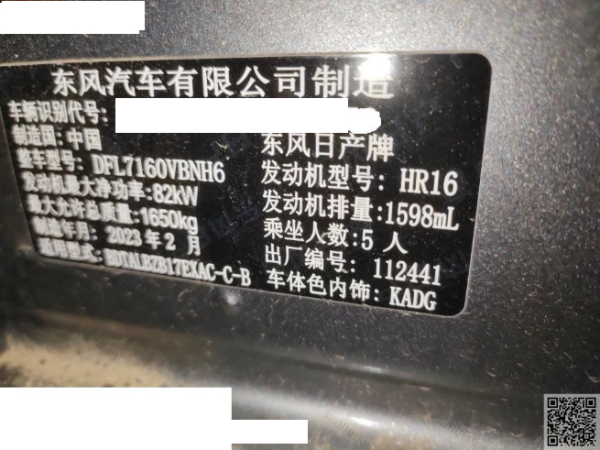 东风汽车有限公司制造
车辆识别代号:
制造国: 中国
东风日产牌
整车型号: DFL7160VBNH6
发动机型号: HR16
发动机最大净功率:82kW
发动机排量:1598mL
最大允许总质量:1650kg
乘坐人数:5 人
制造年月: 2023 年 2 月
出厂编号: 112441
适用型式:
车体色内饰: KADG